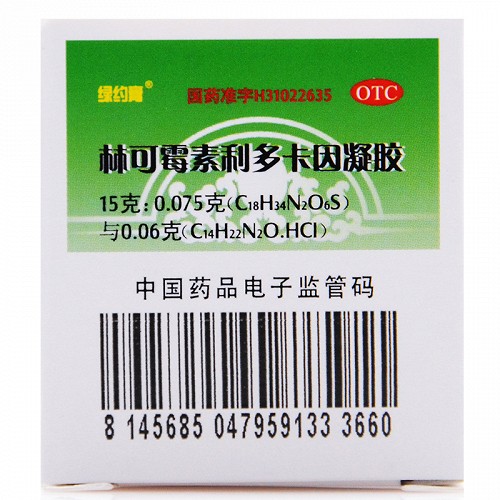 绿约膏®
国药准字H31022635
OTC
林可霉素利多卡因凝胶
15克:0.075克(C₁₈H₃₄N₂O₆S)
与0.06克(C₁₄H₂₂N₂O.HCl)
中国药品电子监管码
8 145685 047959133 3660